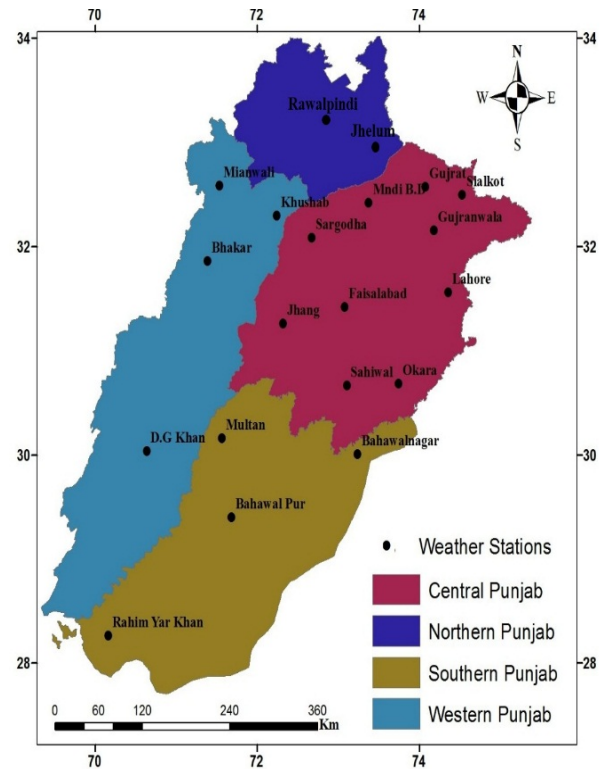 70 72 74
34 34
N
W E
S
Rawalpindi
Jhelum
Mianwali
Gujrat
Sialkot
Mndi B.D
Khushab
Sargodha
Gujranwala
32 32
Bhakar
Lahore
Faisalabad
Jhang
Sahiwal
Okara
Multan
D.G Khan
Bahawalnagar
30 30
Bahawal Pur
Weather Stations
Central Punjab
Rahim Yar Khan
Northern Punjab
28 28
Southern Punjab
Western Punjab
0 60 120 240 360
Km
70 72 74